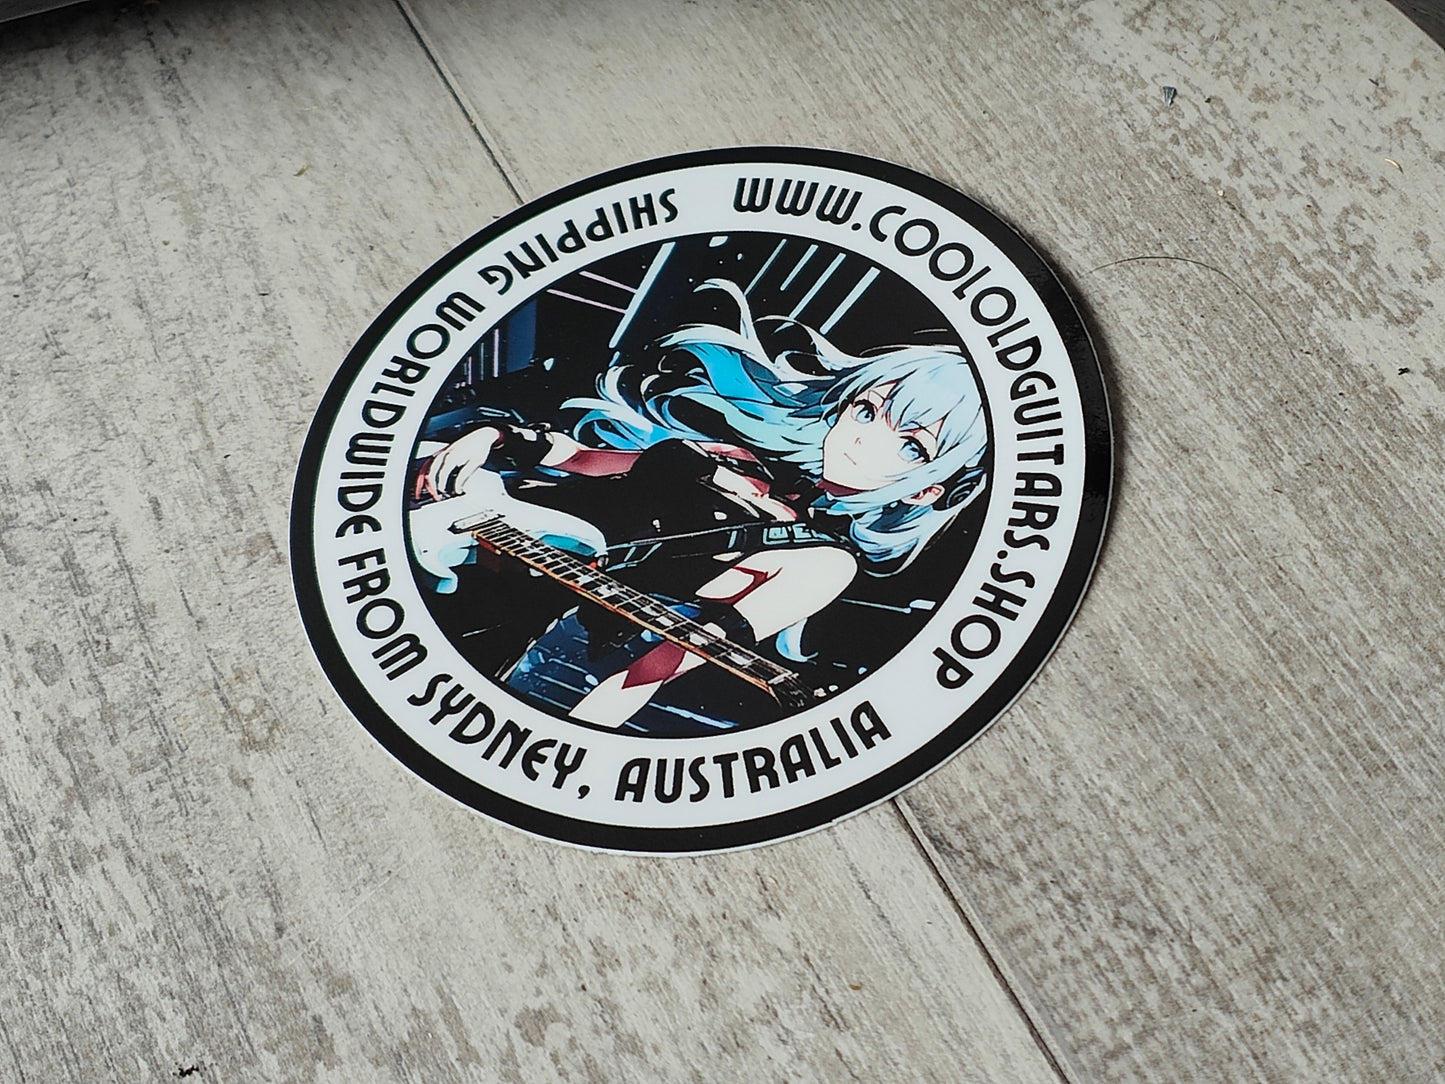 WWW.COOLOLDGUITARS.SHOP
SHIPPING WORLDWIDE FROM SYDNEY, AUSTRALIA